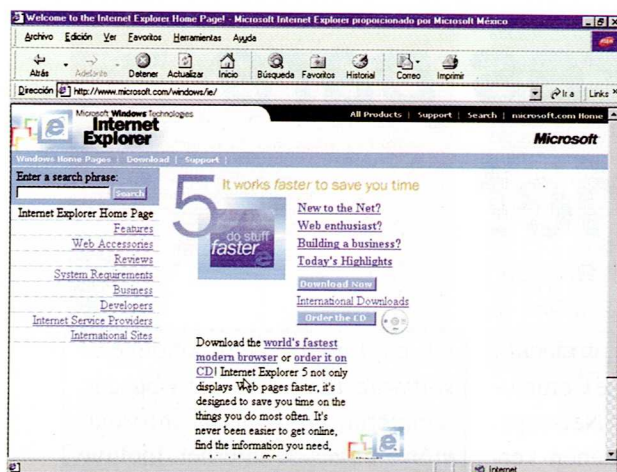 Welcome to the Internet Explorer Home Page! - Microsoft Internet Explorer proporcionado por Microsoft México
Archivo Edición Ver Favoritos Herramientas Ayuda
Atrás Adelante Detener Actualizar Inicio Búsqueda Favoritos Historial Correo Imprimir
Dirección http://www.microsoft.com/windows/ie/ Ir a Links »
Microsoft Windows Technologies
Internet
Explorer
All Products | Support | Search | microsoft.com Home
Microsoft
Windows Home Pages | Download | Support |
Enter a search phrase:
Search
Internet Explorer Home Page
Features
Web Accessories
Reviews
System Requirements
Business
Developers
Internet Service Providers
International Sites
5 It works faster to save you time
do stuff
faster
New to the Net?
Web enthusiast?
Building a business?
Today's Highlights
Download Now
International Downloads
Order the CD
Download the world's fastest
modern browser or order it on
CD! Internet Explorer 5 not only
displays Web pages faster, it's
designed to save you time on the
things you do most often. It's
never been easier to get online,
find the information you need,
Internet